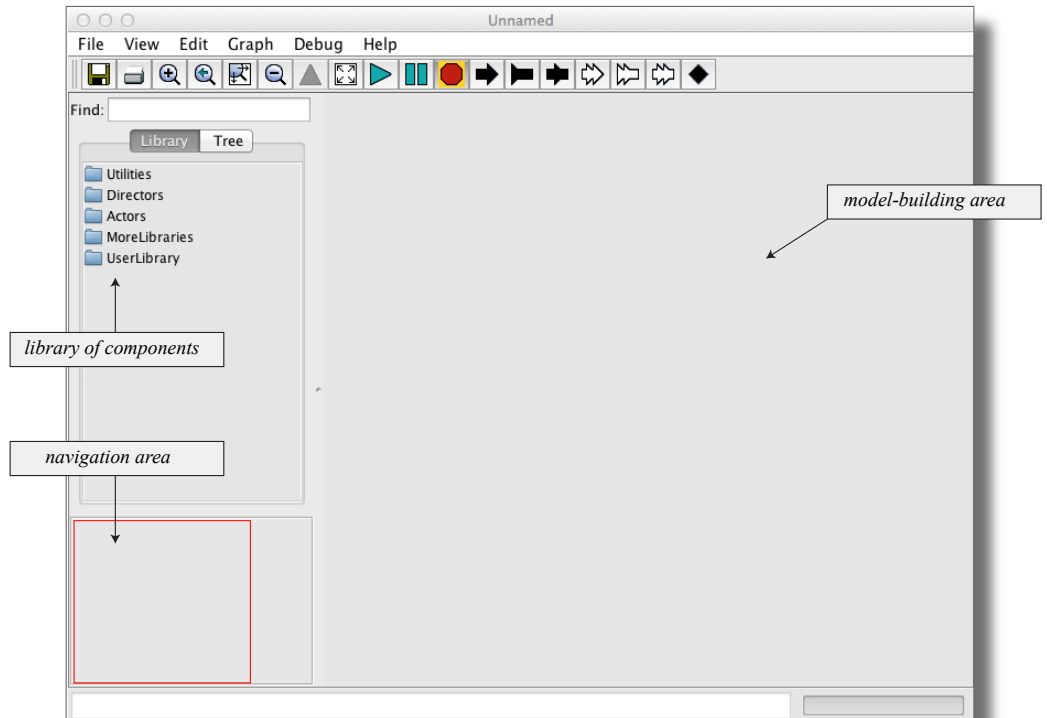 Unnamed
File View Edit Graph Debug Help
Find:
Library Tree
Utilities
Directors
Actors
MoreLibraries
UserLibrary
model-building area
library of components
navigation area